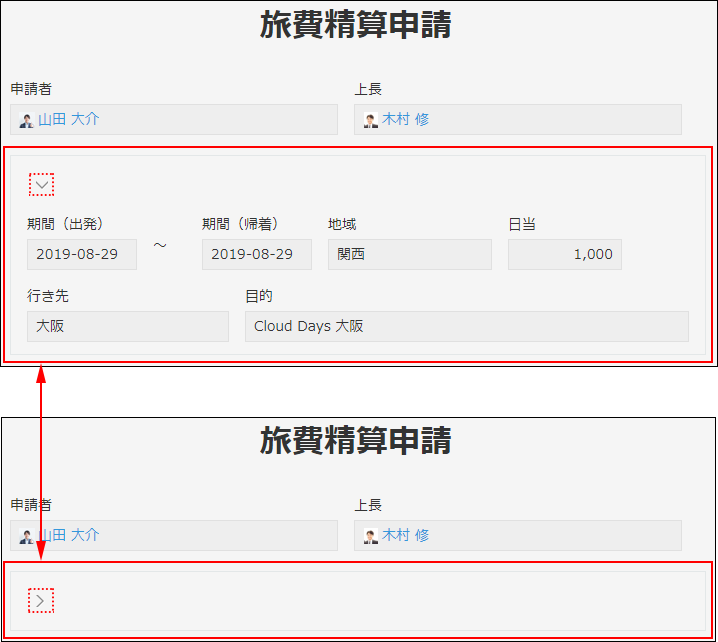 旅費精算申請
申請者 上長
山田 大介 木村 修
期間（出発） 期間（帰着） 地域 日当
2019-08-29 ～ 2019-08-29 関西 1,000
行き先 目的
大阪 Cloud Days 大阪
旅費精算申請
申請者 上長
山田 大介 木村 修